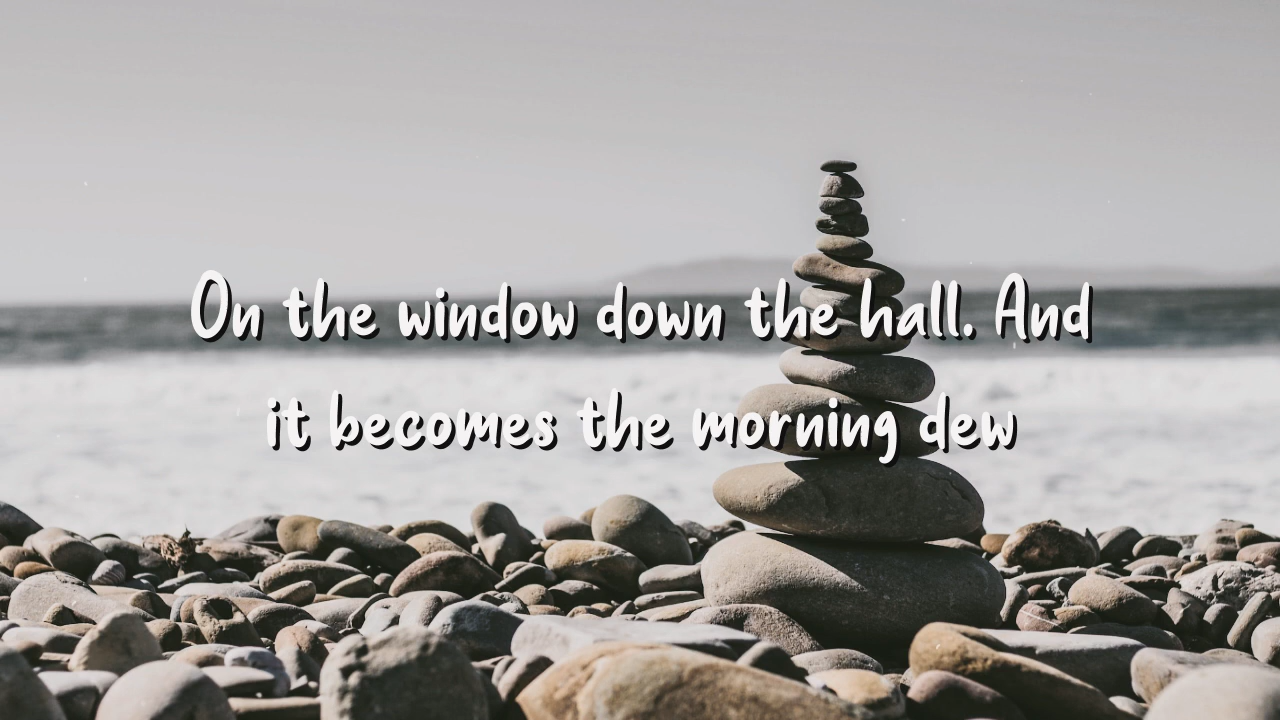 On the window down the hall. And
it becomes the morning dew